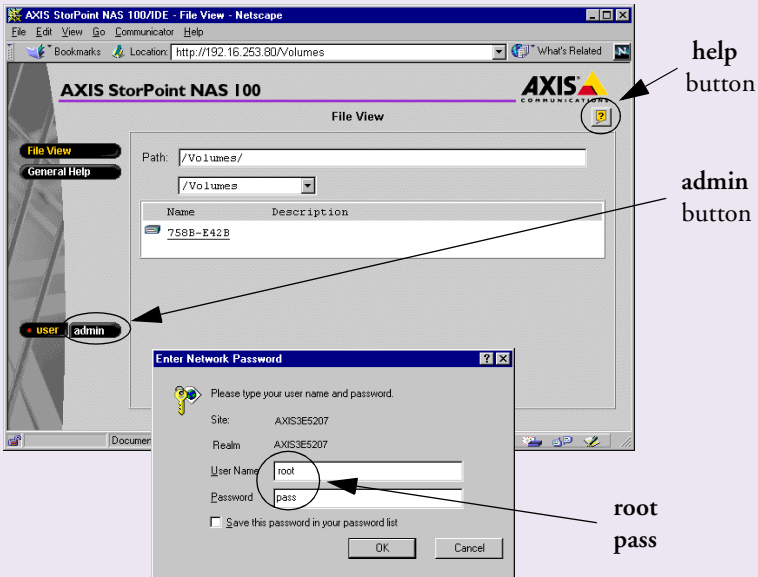 AXIS StorPoint NAS 100/IDE - File View - Netscape
File Edit View Go Communicator Help
Bookmarks Location: http://192.16.253.80/Volumes What's Related N
help
button
AXIS StorPoint NAS 100
AXIS
COMMUNICATIONS
File View
?
File View
General Help
Path: /Volumes/
/Volumes
Name Description
758B-E42B
admin
button
user admin
Enter Network Password
Please type your user name and password.
Site: AXIS3E5207
Realm AXIS3E5207
User Name root
Password pass
Save this password in your password list
OK Cancel
root
pass